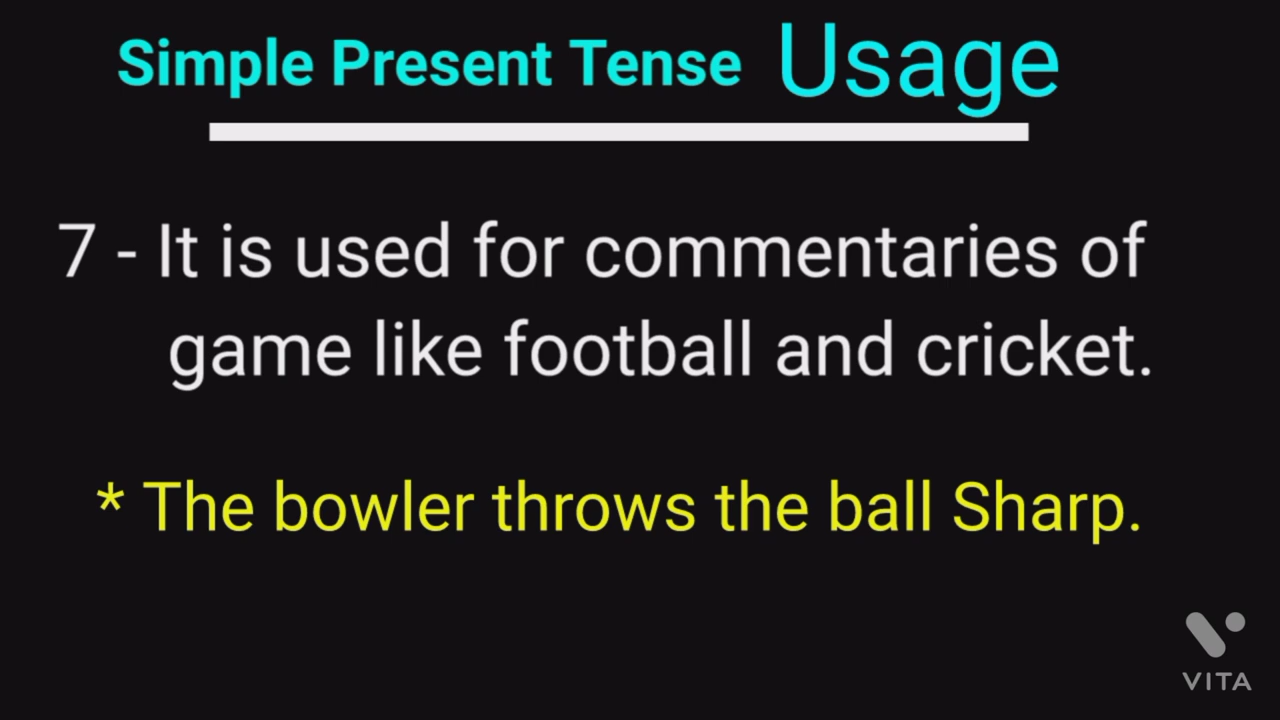 Simple Present Tense Usage
7 - It is used for commentaries of
game like football and cricket.
* The bowler throws the ball Sharp.
VITA